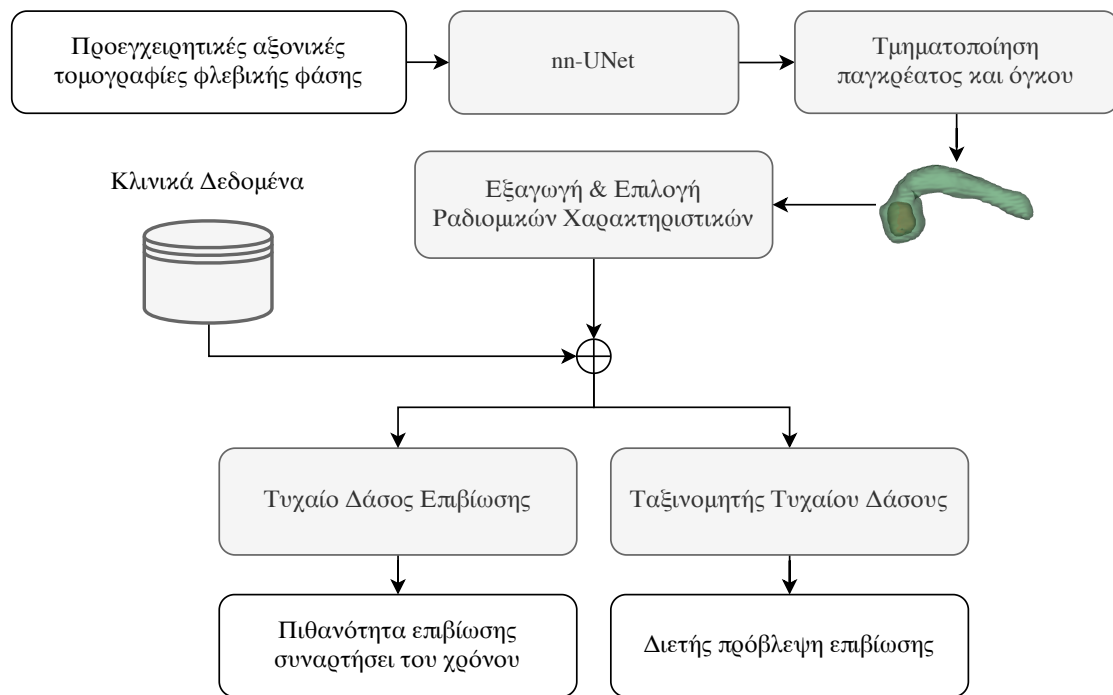 Προεγχειρητικές αξονικές
τομογραφίες φλεβικής φάσης
nn-UNet
Τμηματοποίηση
παγκρέατος και όγκου
Κλινικά Δεδομένα
Εξαγωγή & Επιλογή
Ραδιομικών Χαρακτηριστικών
Τυχαίο Δάσος Επιβίωσης
Ταξινομητής Τυχαίου Δάσους
Πιθανότητα επιβίωσης
συναρτήσει του χρόνου
Διετής πρόβλεψη επιβίωσης